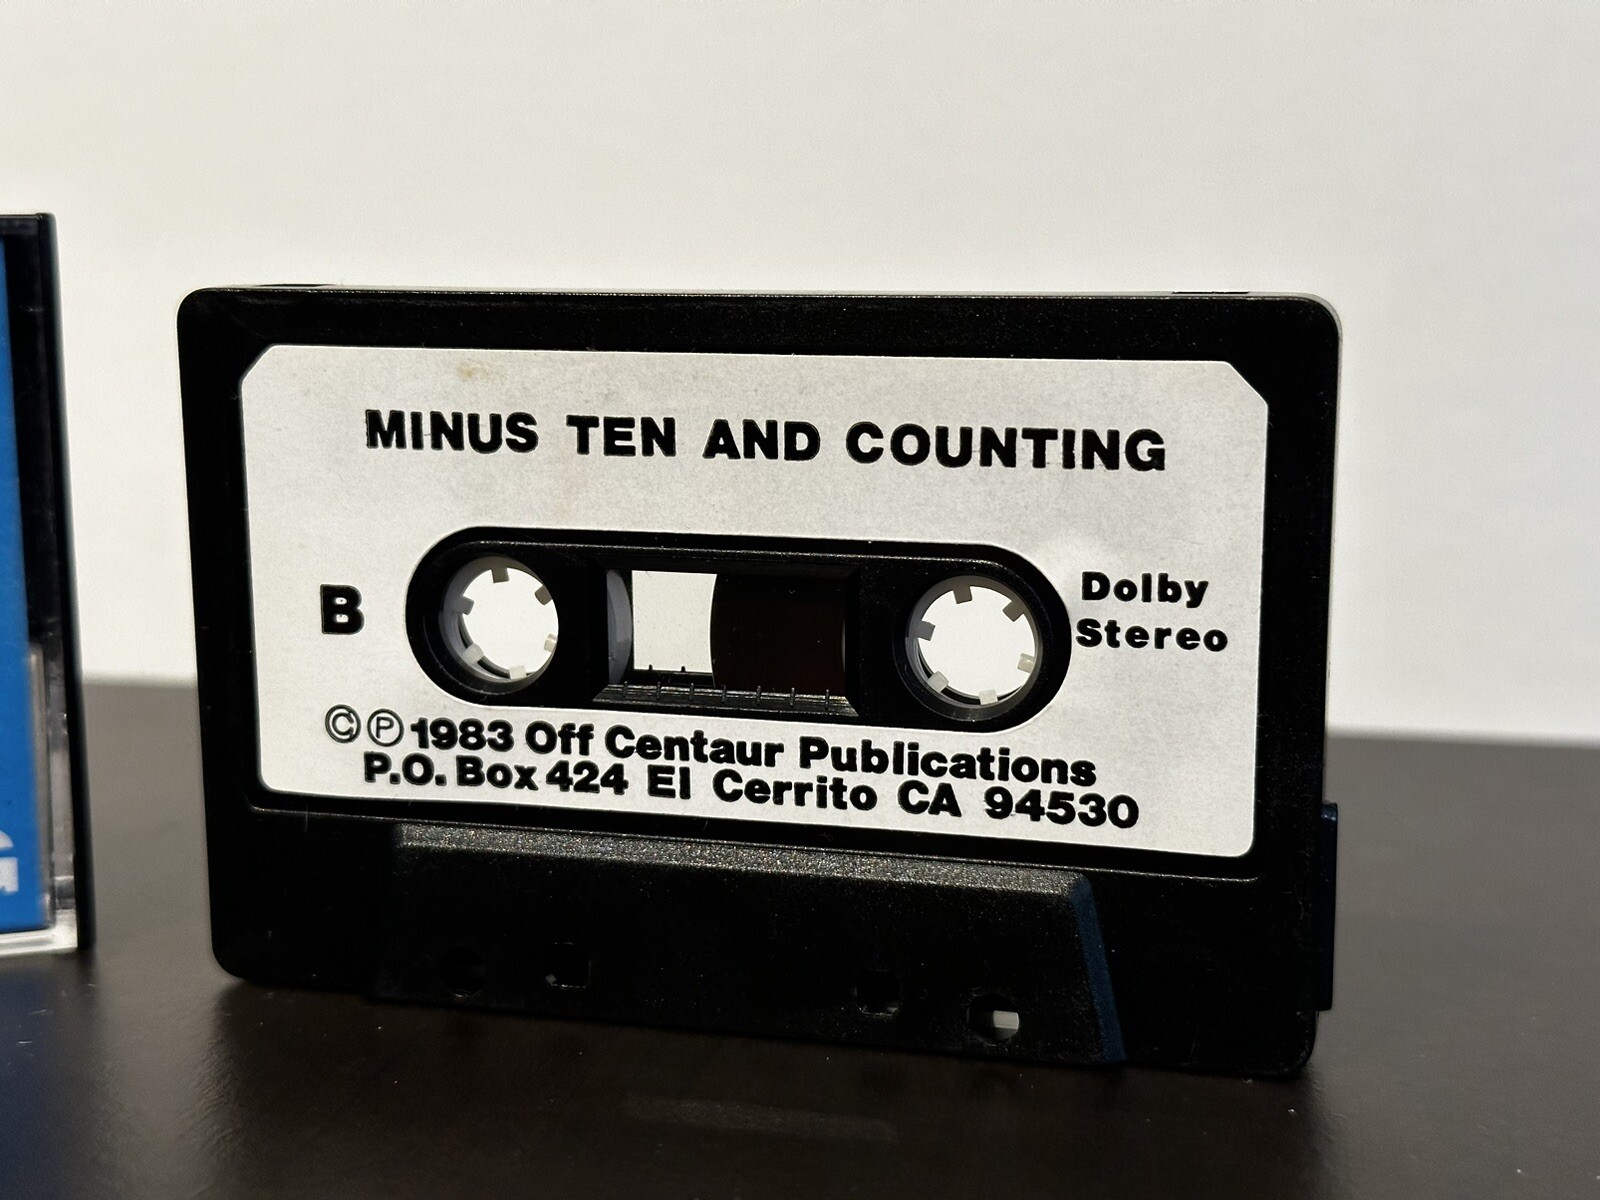 MINUS TEN AND COUNTING
B
Dolby
Stereo
©℗1983 Off Centaur Publications
P.O. Box 424 El Cerrito CA 94530